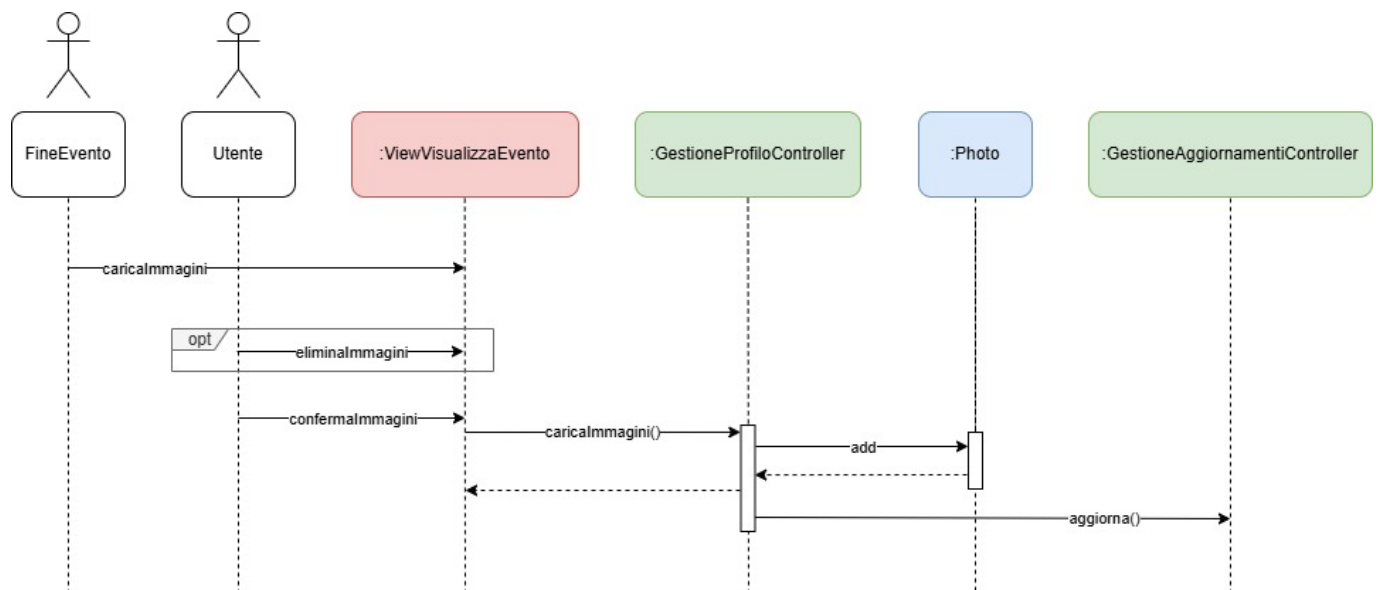 FineEvento
Utente
:ViewVisualizzaEvento
:GestioneProfiloController
:Photo
:GestioneAggiornamentiController
caricaImmagini
opt
eliminaImmagini
confermaImmagini
caricaImmagini()
add
aggiorna()